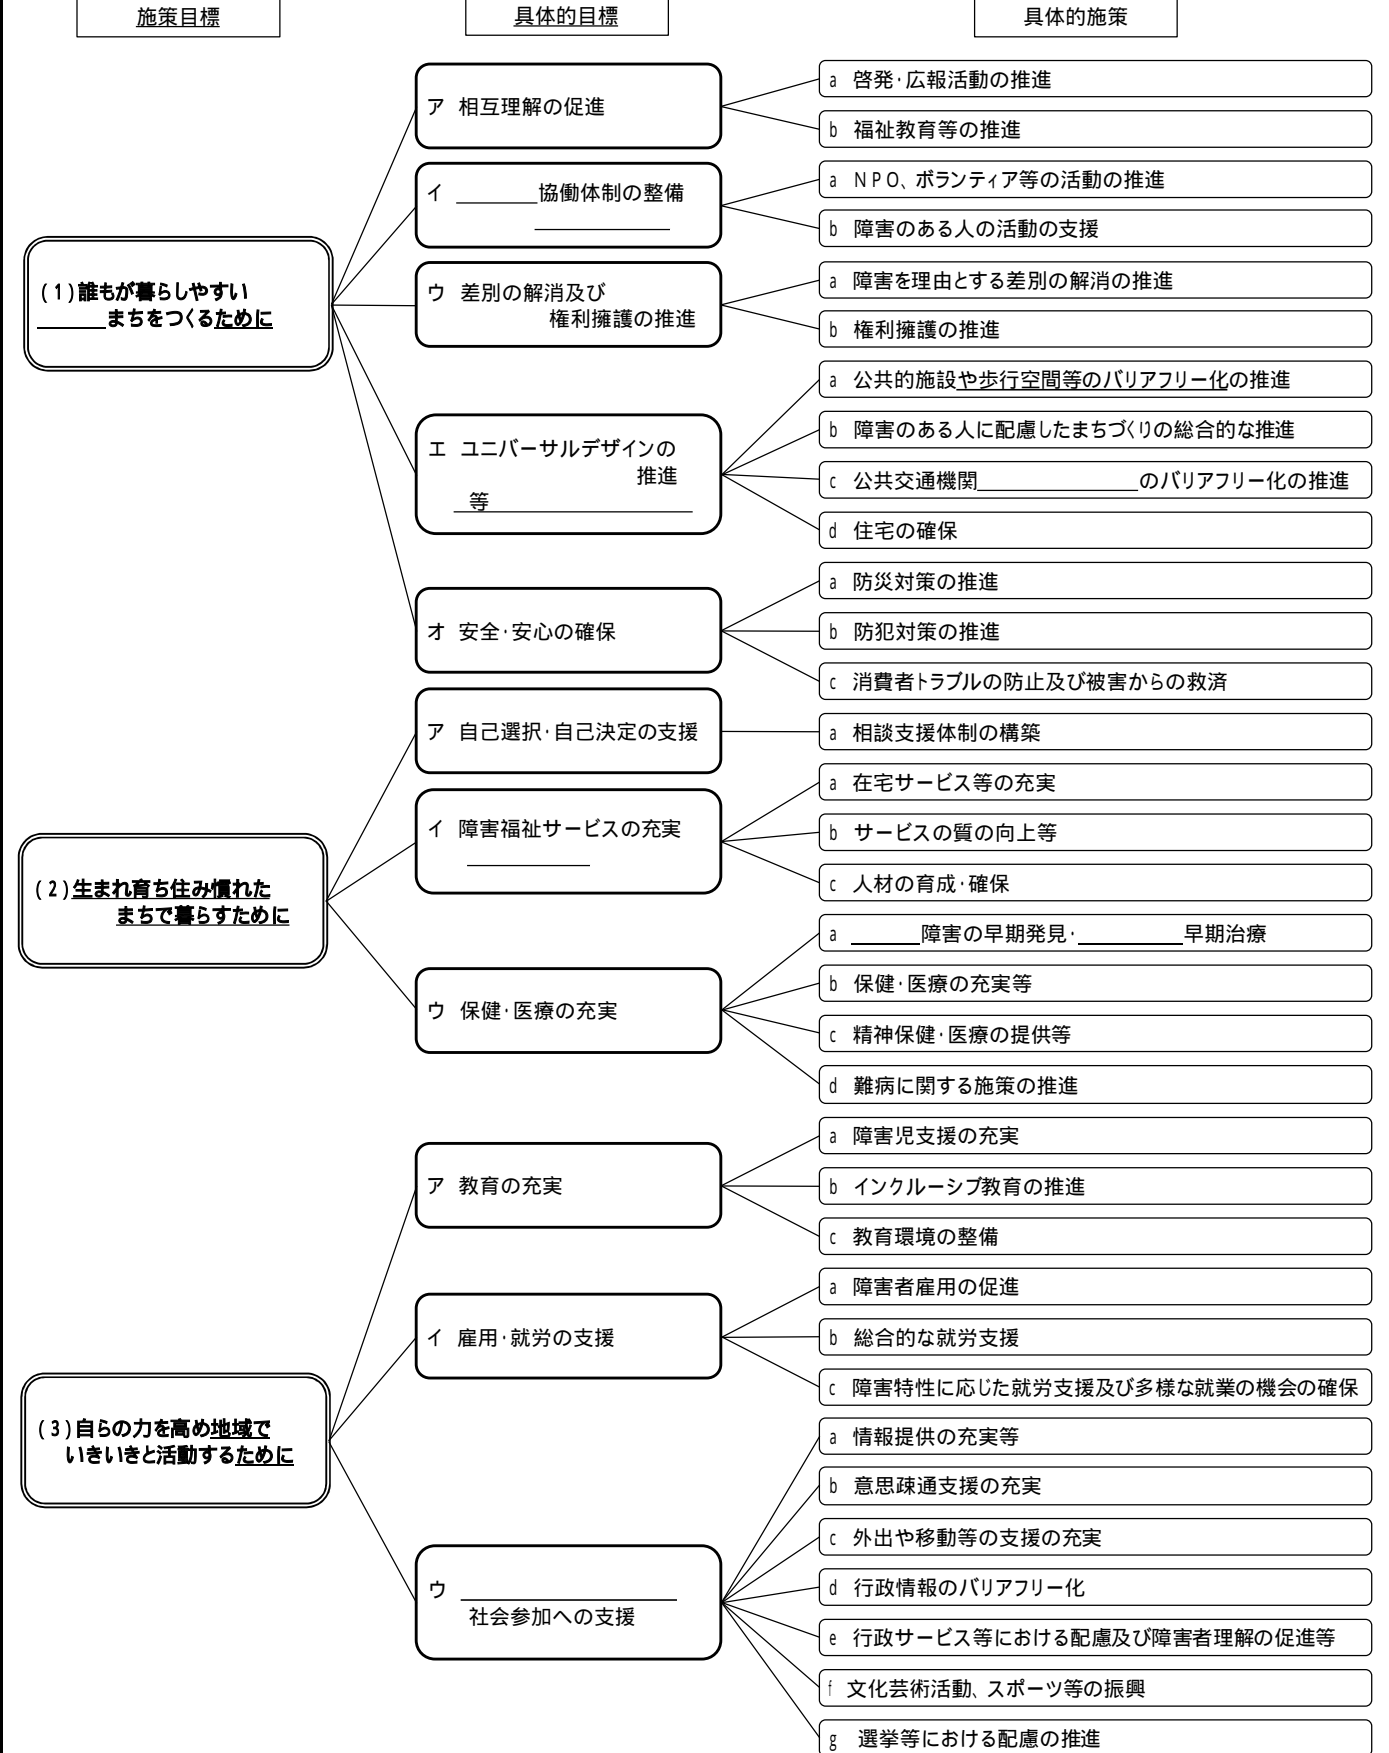 施策目標
具体的目標
具体的施策
(1)誰もが暮らしやすい
まちをつくるために
ア 相互理解の促進
a 啓発・広報活動の推進
b 福祉教育等の推進
イ 協働体制の整備
a NPO、ボランティア等の活動の推進
b 障害のある人の活動の支援
ウ 差別の解消及び
権利擁護の推進
a 障害を理由とする差別の解消の推進
b 権利擁護の推進
エ ユニバーサルデザインの
推進
等
a 公共的施設や歩行空間等のバリアフリー化の推進
b 障害のある人に配慮したまちづくりの総合的な推進
c 公共交通機関 のバリアフリー化の推進
d 住宅の確保
オ 安全・安心の確保
a 防災対策の推進
b 防犯対策の推進
c 消費者トラブルの防止及び被害からの救済
(2)生まれ育ち住み慣れた
まちで暮らすために
ア 自己選択・自己決定の支援
a 相談支援体制の構築
イ 障害福祉サービスの充実
a 在宅サービス等の充実
b サービスの質の向上等
c 人材の育成・確保
ウ 保健・医療の充実
a 障害の早期発見・ 早期治療
b 保健・医療の充実等
c 精神保健・医療の提供等
d 難病に関する施策の推進
(3)自らの力を高め地域で
いきいきと活動するために
ア 教育の充実
a 障害児支援の充実
b インクルーシブ教育の推進
c 教育環境の整備
イ 雇用・就労の支援
a 障害者雇用の促進
b 総合的な就労支援
c 障害特性に応じた就労支援及び多様な就業の機会の確保
ウ
社会参加への支援
a 情報提供の充実等
b 意思疎通支援の充実
c 外出や移動等の支援の充実
d 行政情報のバリアフリー化
e 行政サービス等における配慮及び障害者理解の促進等
f 文化芸術活動、スポーツ等の振興
g 選挙等における配慮の推進